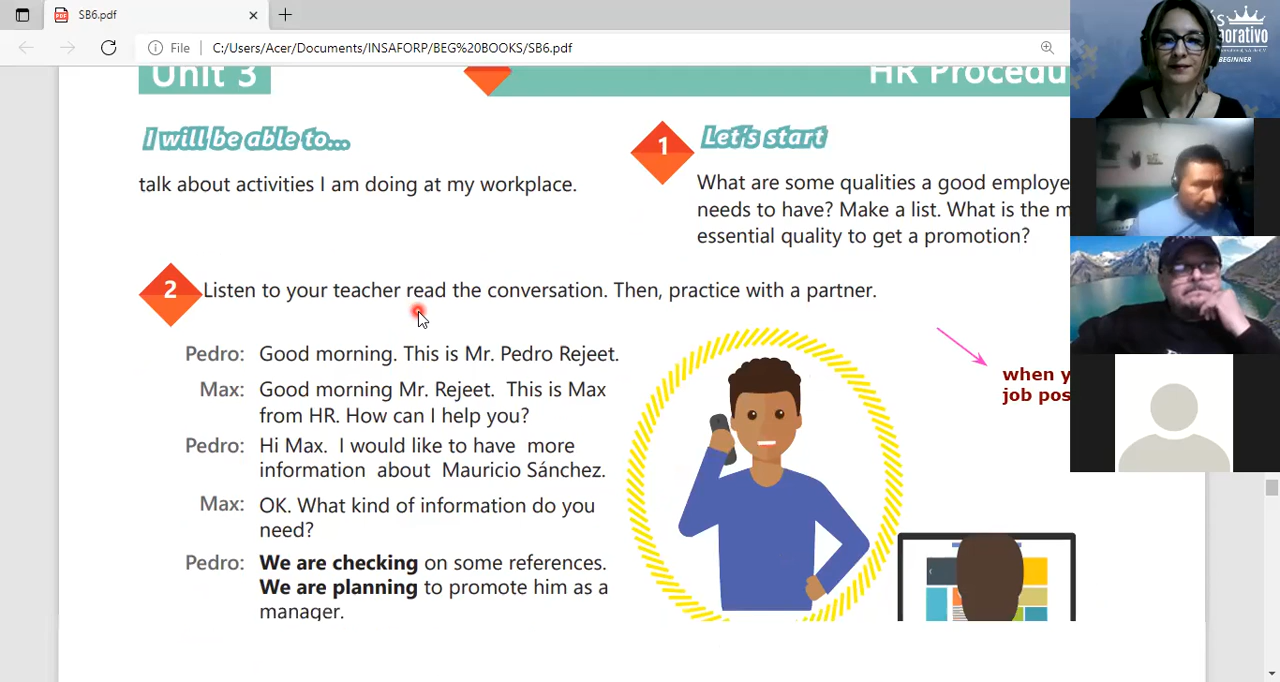 SB6.pdf
File
C:/Users/Acer/Documents/INSAFORP/BEG%20BOOKS/SB6.pdf
orativo
BEGINNER
Unit 3
HR Procedu
I will be able to...
talk about activities I am doing at my workplace.
1
Let's start
What are some qualities a good employe
needs to have? Make a list. What is the m
essential quality to get a promotion?
2
Listen to your teacher read the conversation. Then, practice with a partner.
Pedro: Good morning. This is Mr. Pedro Rejeet.
Max: Good morning Mr. Rejeet. This is Max
from HR. How can I help you?
Pedro: Hi Max. I would like to have more
information about Mauricio Sánchez.
Max: OK. What kind of information do you
need?
Pedro: We are checking on some references.
We are planning to promote him as a
manager.
when y
job pos